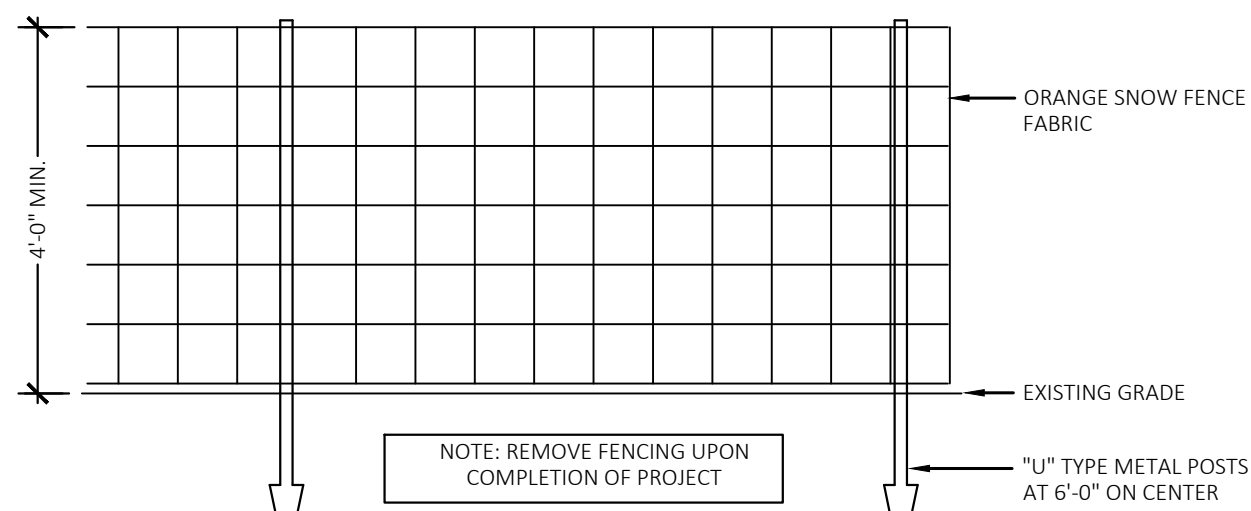 ORANGE SNOW FENCE
FABRIC
4'-0" MIN.
EXISTING GRADE
NOTE: REMOVE FENCING UPON
COMPLETION OF PROJECT
"U" TYPE METAL POSTS
AT 6'-0" ON CENTER